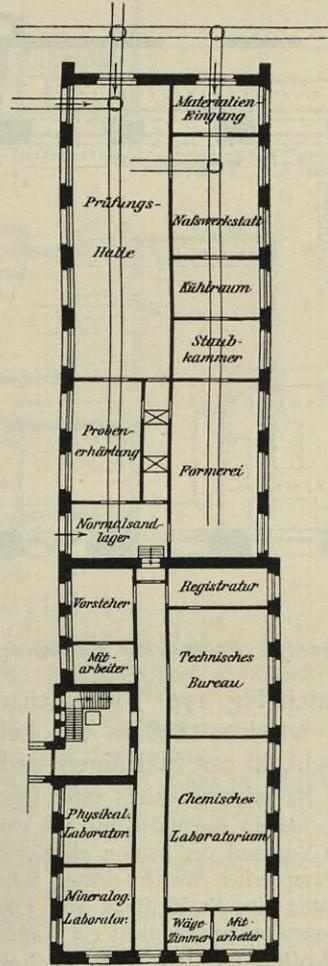 Materialien-
Eingang
Prüfungs-
Halle
Naßwerkstatt
Kühlraum
Staub-
kammer
Proben-
erhärtung
Formerei
Normalsand-
lager
Registratur
Vorsteher
Mit-
arbeiter
Technisches
Bureau
Physikal.
Laborator.
Chemisches
Laboratorium
Mineralog.
Laborator.
Wäge-
Zimmer
Mit-
arbeiter